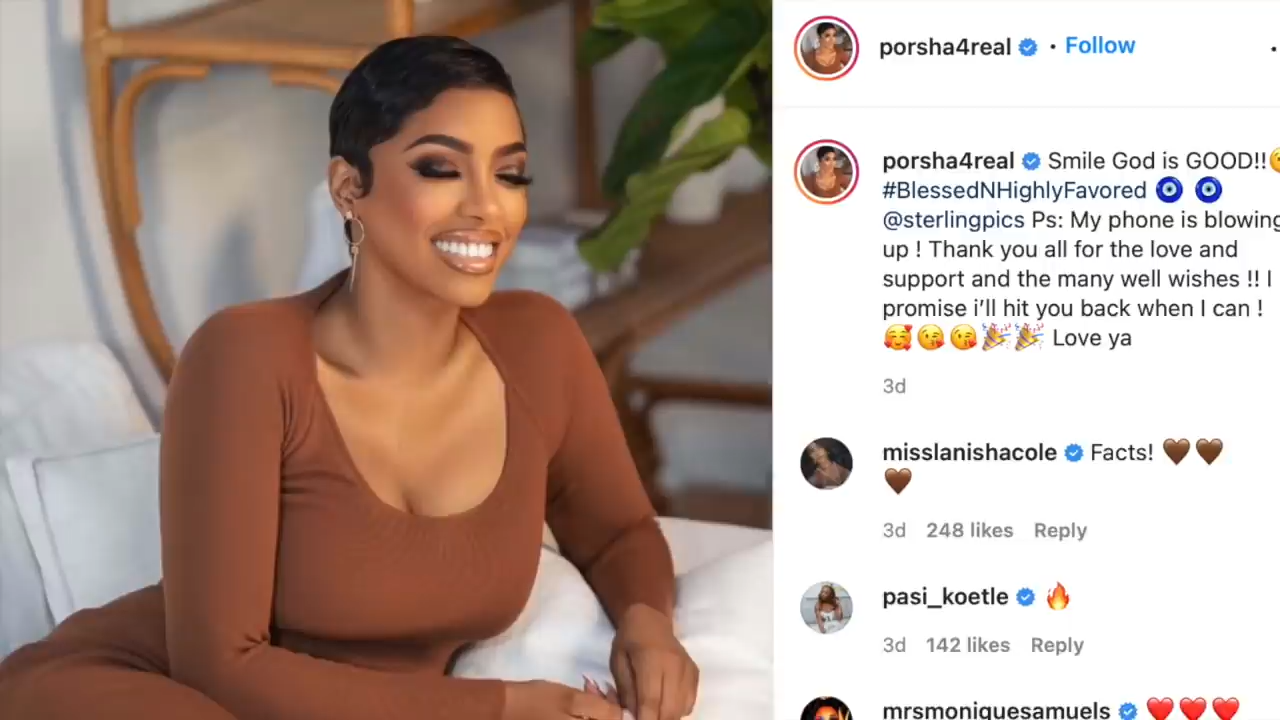 porsha4real • Follow
porsha4real Smile God is GOOD!!
#BlessedNHighlyFavored
@sterlingpics Ps: My phone is blowing
up ! Thank you all for the love and
support and the many well wishes !! I
promise i'll hit you back when I can !
Love ya
3d
misslanishacole Facts!
3d 248 likes Reply
pasi_koetle
3d 142 likes Reply
mrsmoniquesamuels